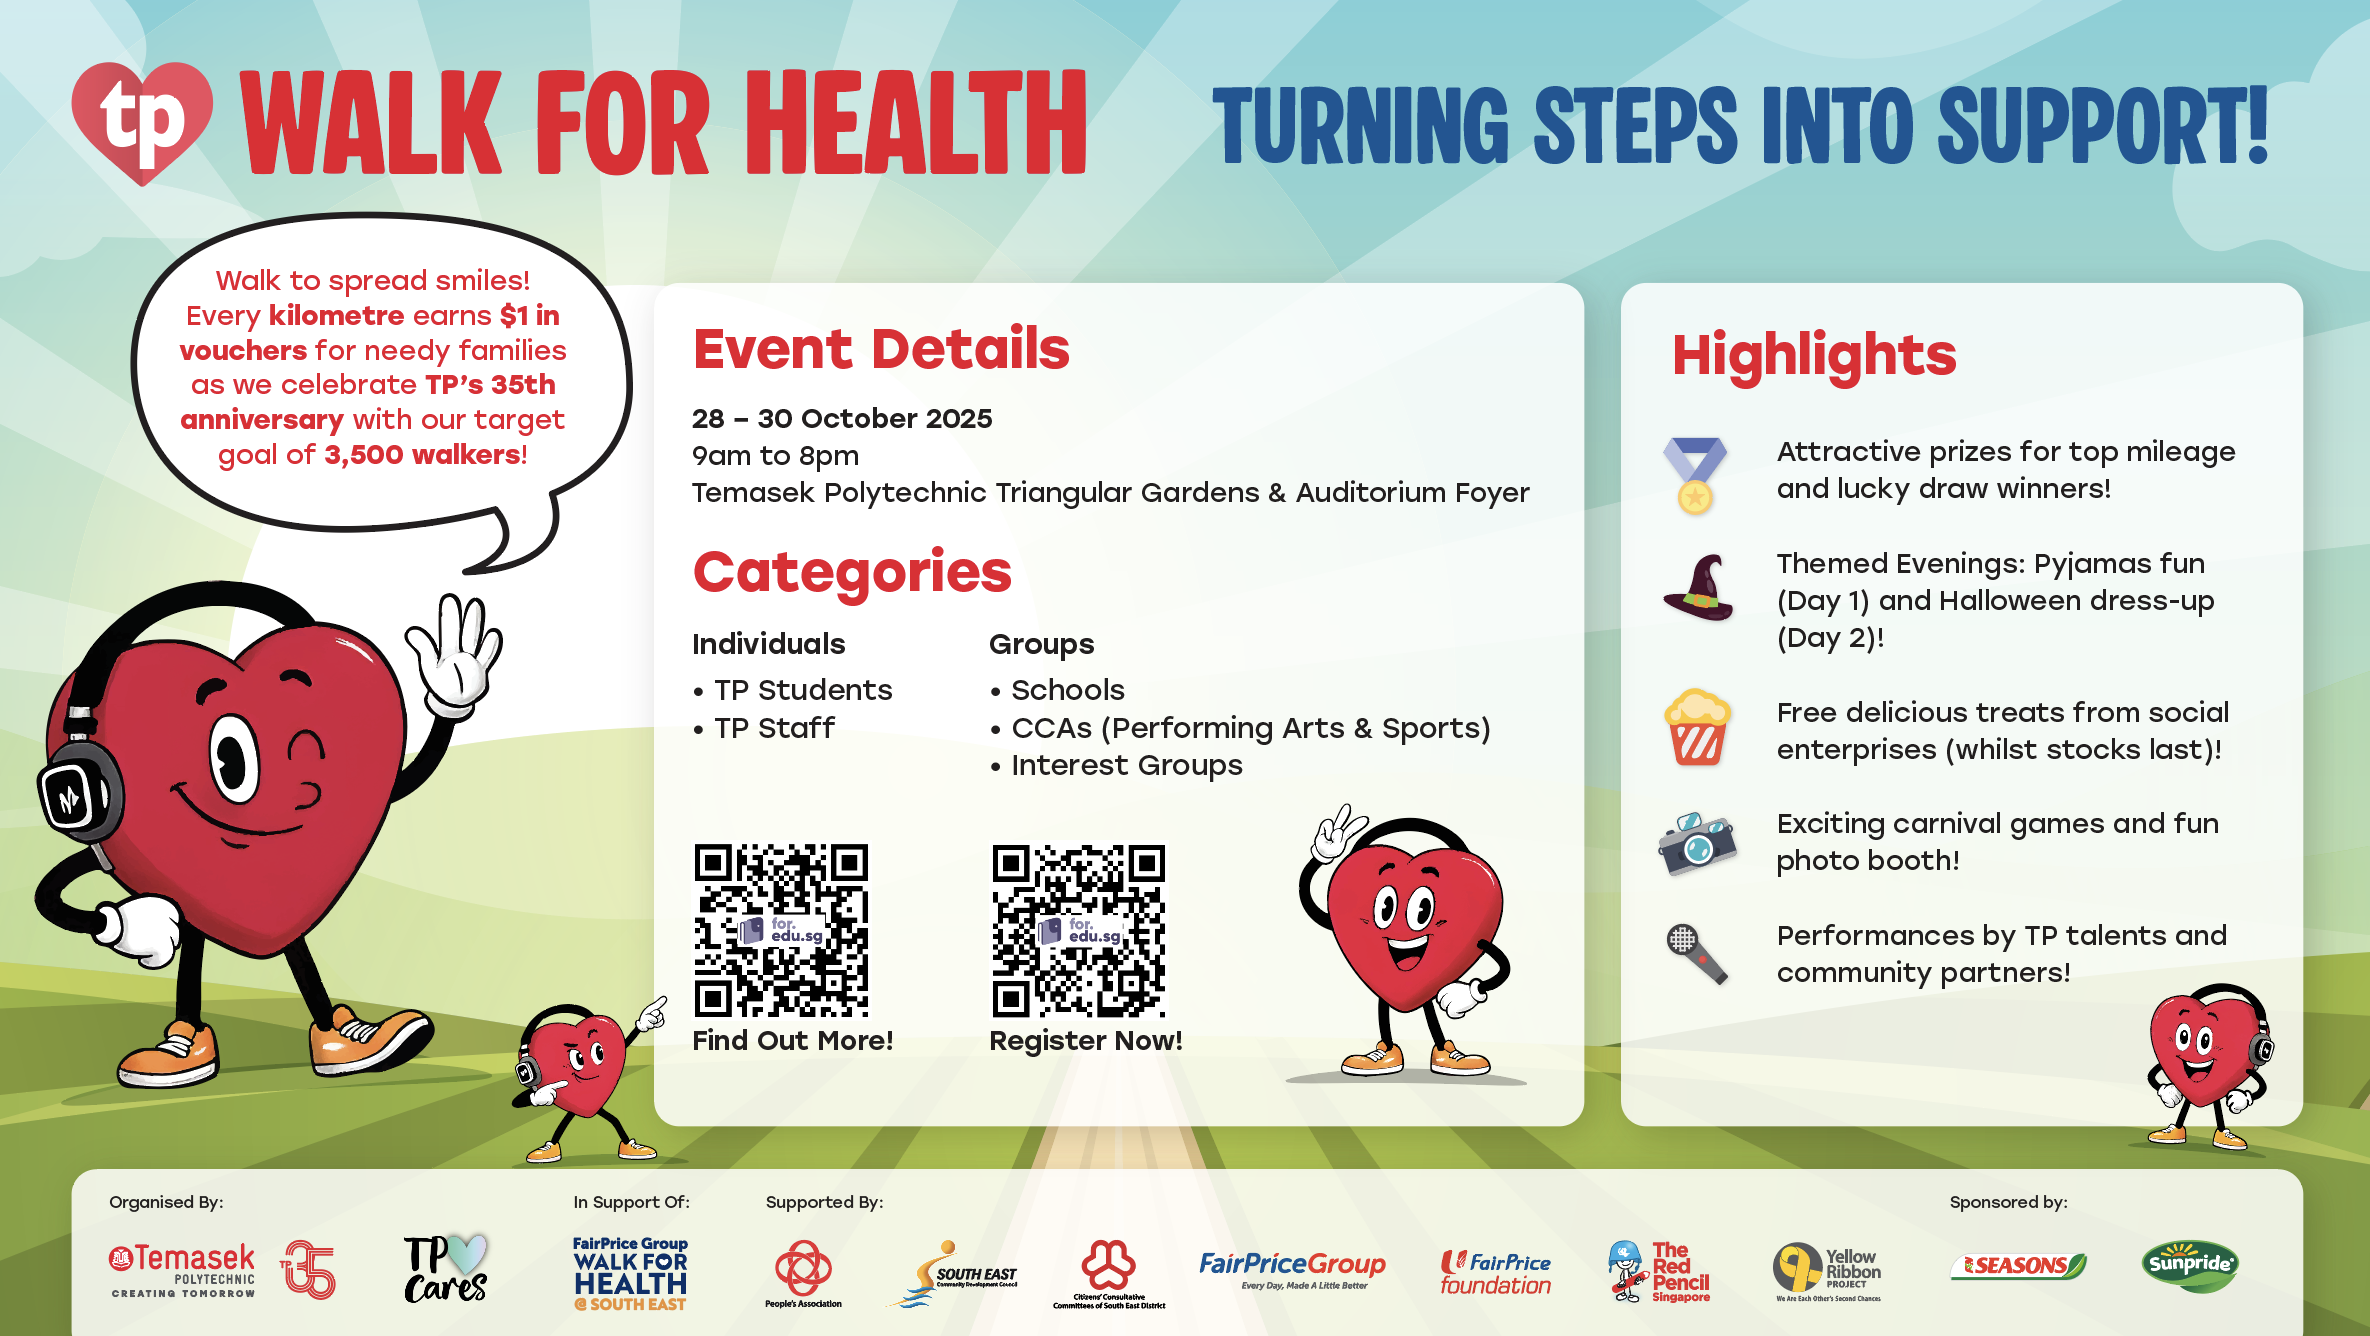 tp WALK FOR HEALTH
TURNING STEPS INTO SUPPORT!
Walk to spread smiles!
Every kilometre earns $1 in
vouchers for needy families
as we celebrate TP's 35th
anniversary with our target
goal of 3,500 walkers!
Event Details
28 – 30 October 2025
9am to 8pm
Temasek Polytechnic Triangular Gardens & Auditorium Foyer
Categories
Individuals
• TP Students
• TP Staff
Groups
• Schools
• CCAs (Performing Arts & Sports)
• Interest Groups
for.
edu.sg
Find Out More!
for.
edu.sg
Register Now!
Highlights
Attractive prizes for top mileage
and lucky draw winners!
Themed Evenings: Pyjamas fun
(Day 1) and Halloween dress-up
(Day 2)!
Free delicious treats from social
enterprises (whilst stocks last)!
Exciting carnival games and fun
photo booth!
Performances by TP talents and
community partners!
Organised By:
Temasek
POLYTECHNIC
CREATING TOMORROW
TP 35
TP
Cares
In Support Of:
FairPrice Group
WALK FOR
HEALTH
@ SOUTH EAST
Supported By:
People's Association
SOUTH EAST
Community Development Council
Citizens' Consultative
Committees of South East District
FairPriceGroup
Every Day, Made A Little Better
FairPrice
foundation
The
Red
Pencil
Singapore
Yellow
Ribbon
PROJECT
We Are Each Other's Second Chances
Sponsored by:
SEASONS
Sunpride